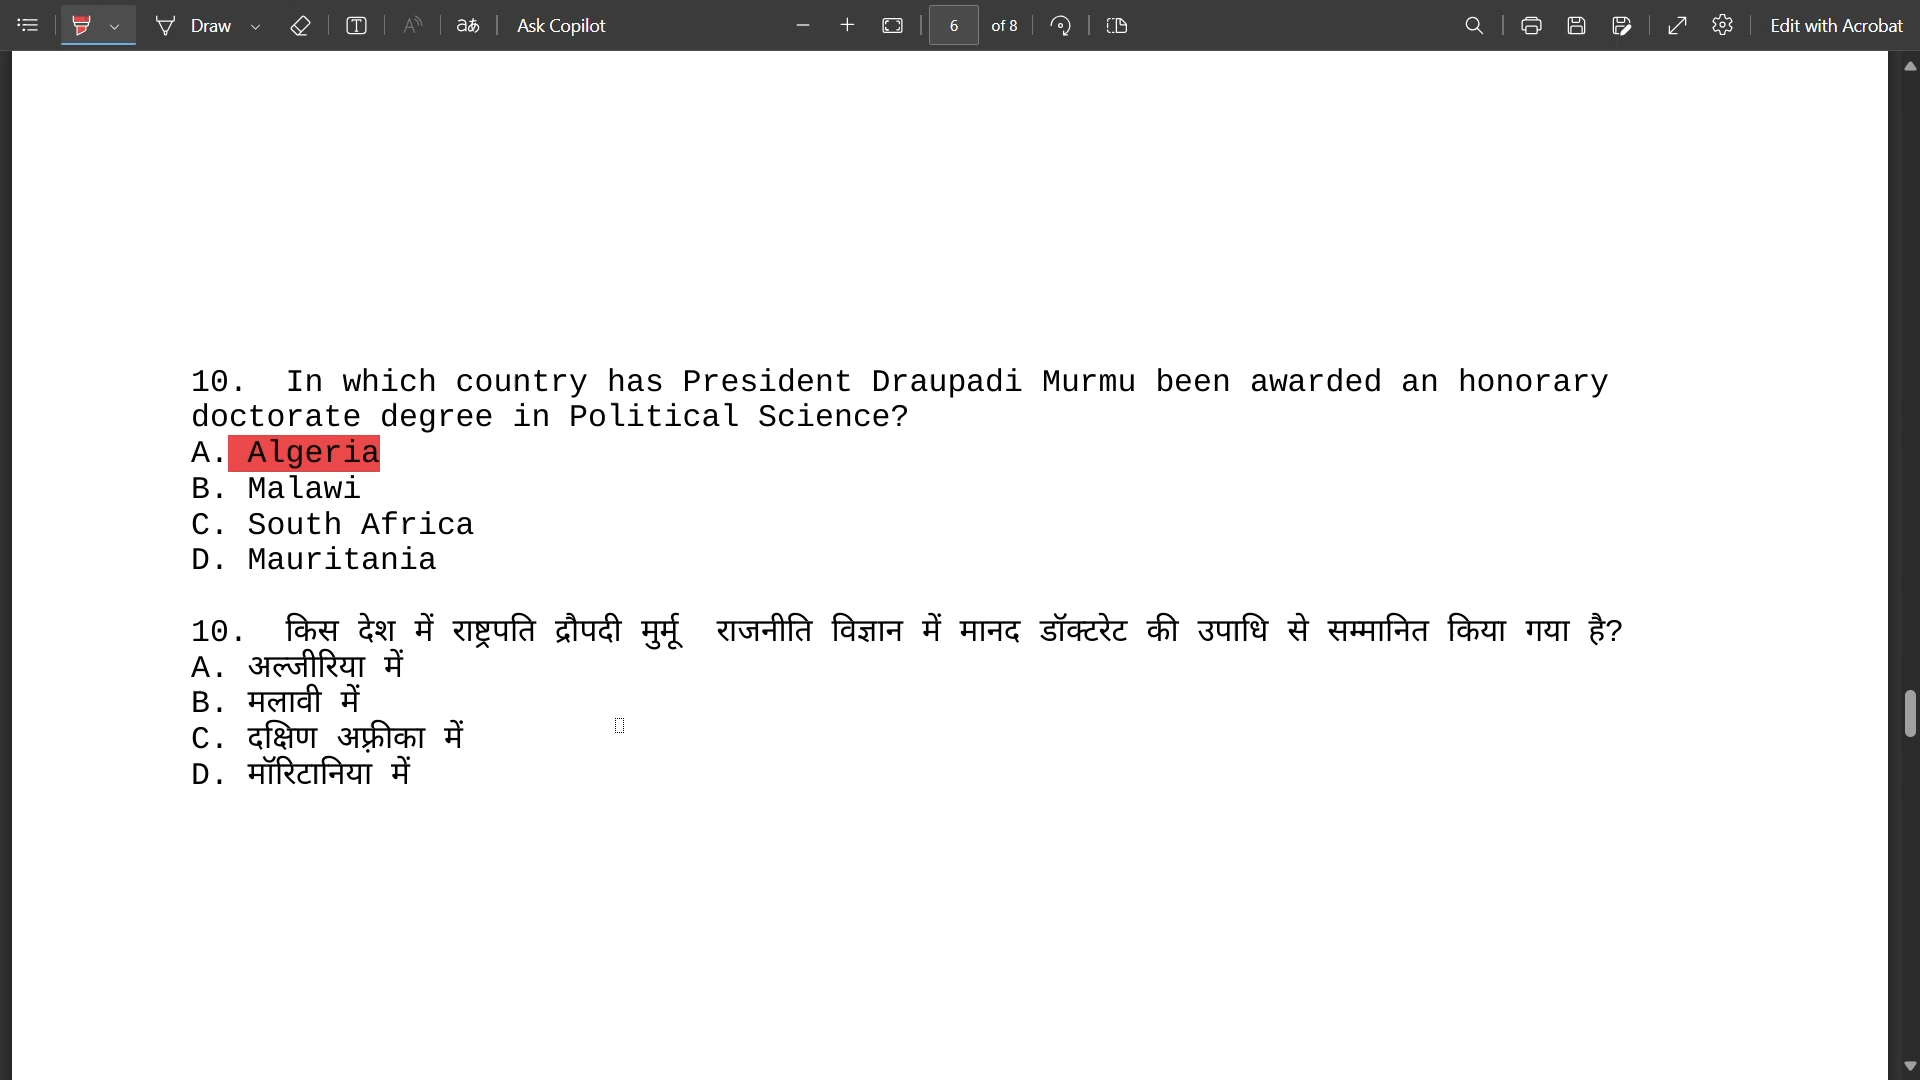 Draw
Ask Copilot
6 of 8
Edit with Acrobat
10. In which country has President Draupadi Murmu been awarded an honorary
doctorate degree in Political Science?
A. Algeria
B. Malawi
C. South Africa
D. Mauritania
10. किस देश में राष्ट्रपति द्रौपदी मुर्मू राजनीति विज्ञान में मानद डॉक्टरेट की उपाधि से सम्मानित किया गया है?
A. अल्जीरिया में
B. मलावी में
C. दक्षिण अफ़्रीका में
D. मॉरिटानिया में